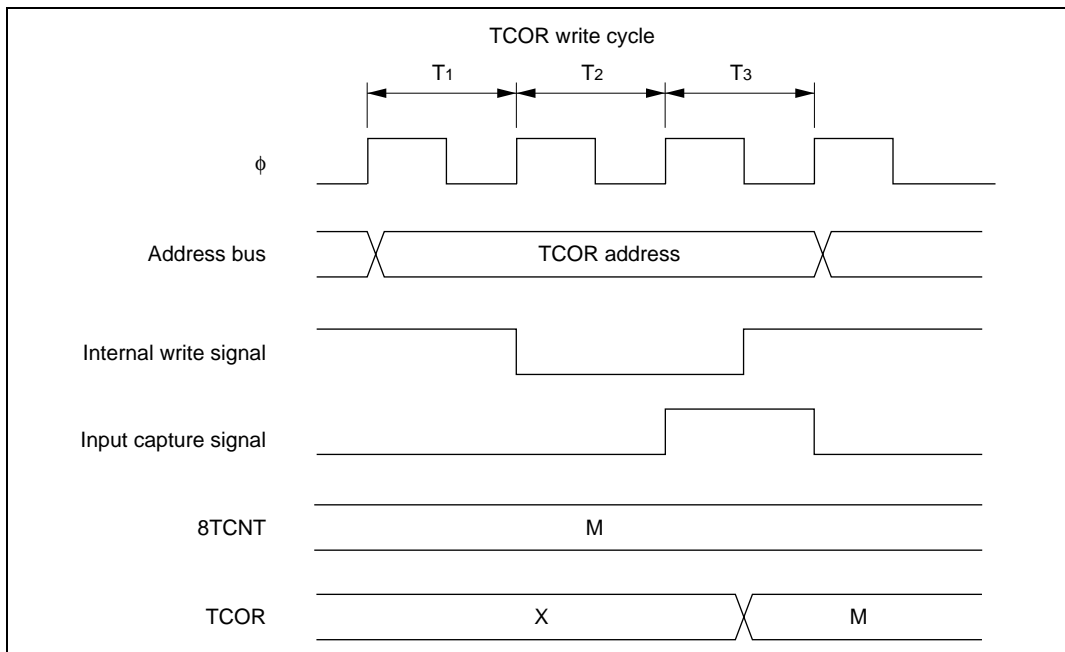 TCOR write cycle
T1 T2 T3
ϕ
Address bus TCOR address
Internal write signal
Input capture signal
8TCNT M
TCOR X M